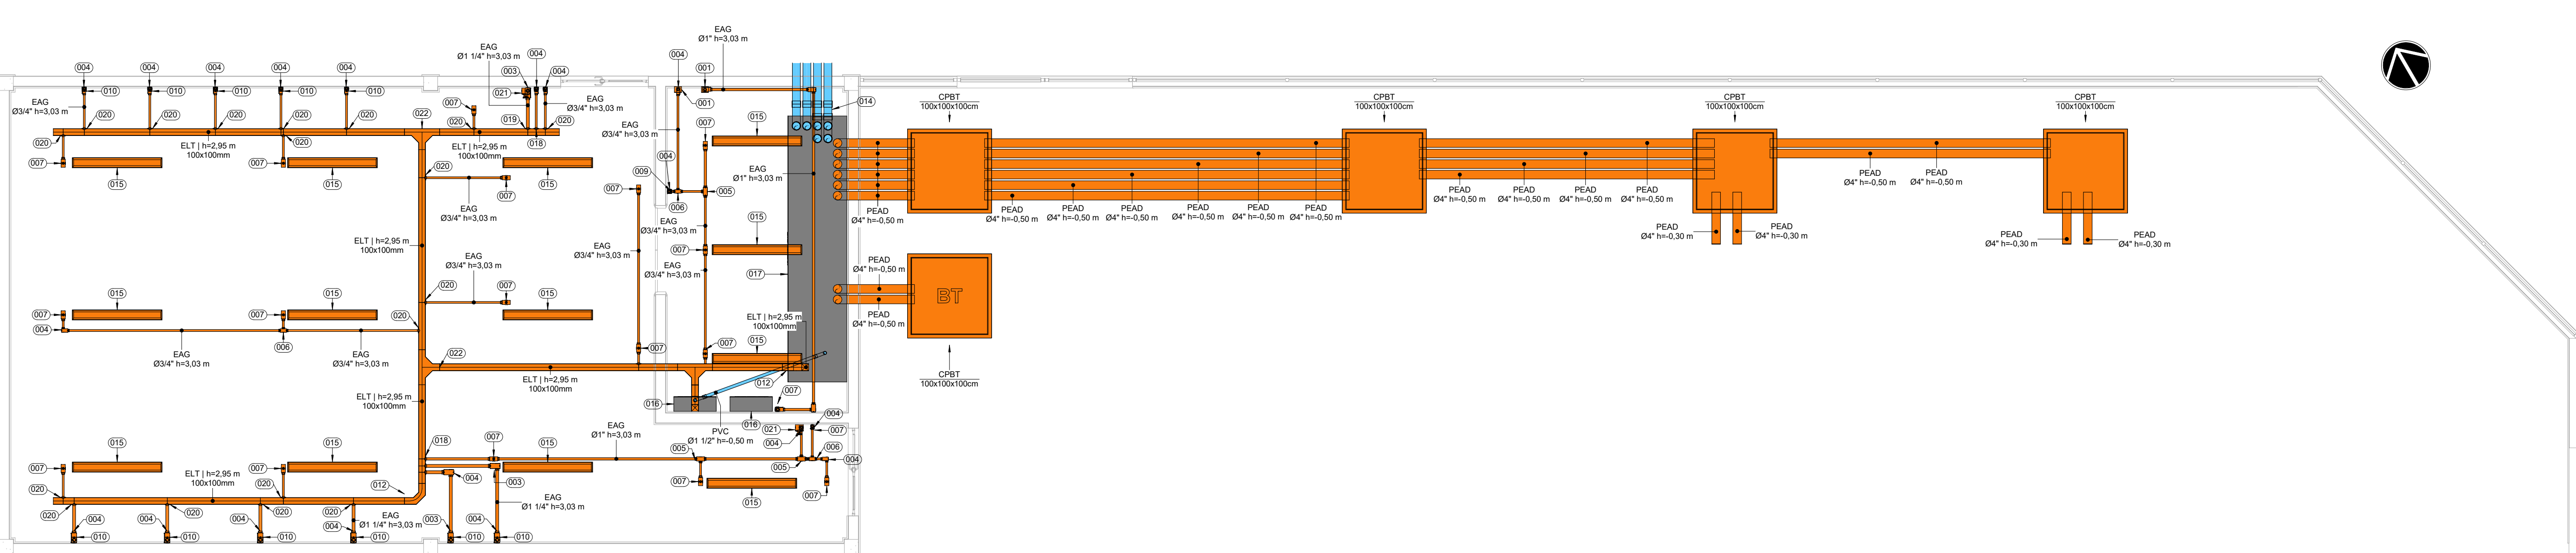 EAG
Ø1" h=3,03 m
EAG
Ø1 1/4" h=3,03 m
004
004
004
004
004
003
004
004
004
001
010
010
010
010
010
021
001
014
EAG
Ø3/4" h=3,03 m
EAG
Ø3/4" h=3,03 m
007
020
020
020
020
020
022
020
019
020
018
EAG
Ø3/4" h=3,03 m
007
015
CPBT
100x100x100cm
CPBT
100x100x100cm
CPBT
100x100x100cm
CPBT
100x100x100cm
020
020
ELT | h=2,95 m
100x100mm
ELT | h=2,95 m
100x100mm
004
007
007
020
015
015
015
009
EAG
Ø1" h=3,03 m
007
007
005
006
EAG
Ø3/4" h=3,03 m
PEAD
Ø4" h=-0,50 m
PEAD
Ø4" h=-0,50 m
PEAD
Ø4" h=-0,50 m
PEAD
Ø4" h=-0,50 m
PEAD
Ø4" h=-0,50 m
PEAD
Ø4" h=-0,50 m
PEAD
Ø4" h=-0,50 m
PEAD
Ø4" h=-0,50 m
PEAD
Ø4" h=-0,50 m
PEAD
Ø4" h=-0,50 m
PEAD
Ø4" h=-0,50 m
PEAD
Ø4" h=-0,50 m
PEAD
Ø4" h=-0,50 m
015
EAG
Ø3/4" h=3,03 m
PEAD
Ø4" h=-0,30 m
PEAD
Ø4" h=-0,30 m
PEAD
Ø4" h=-0,30 m
PEAD
Ø4" h=-0,30 m
ELT | h=2,95 m
100x100mm
EAG
Ø3/4" h=3,03 m
007
EAG
Ø3/4" h=3,03 m
EAG
Ø3/4" h=3,03 m
017
PEAD
Ø4" h=-0,50 m
020
007
015
015
015
BT
007
007
004
020
006
ELT | h=2,95 m
100x100mm
PEAD
Ø4" h=-0,50 m
EAG
Ø3/4" h=3,03 m
EAG
Ø3/4" h=3,03 m
022
007
007
015
ELT | h=2,95 m
100x100mm
012
007
CPBT
100x100x100cm
ELT | h=2,95 m
100x100mm
016
016
PVC
Ø1 1/2" h=-0,50 m
EAG
Ø1" h=3,03 m
021
004
004
007
015
015
018
007
015
005
006
005
004
007
007
ELT | h=2,95 m
100x100mm
020
020
012
004
003
007
015
007
EAG
Ø1 1/4" h=3,03 m
020
020
020
020
EAG
Ø1 1/4" h=3,03 m
004
004
004
004
003
004
010
010
010
010
010
010